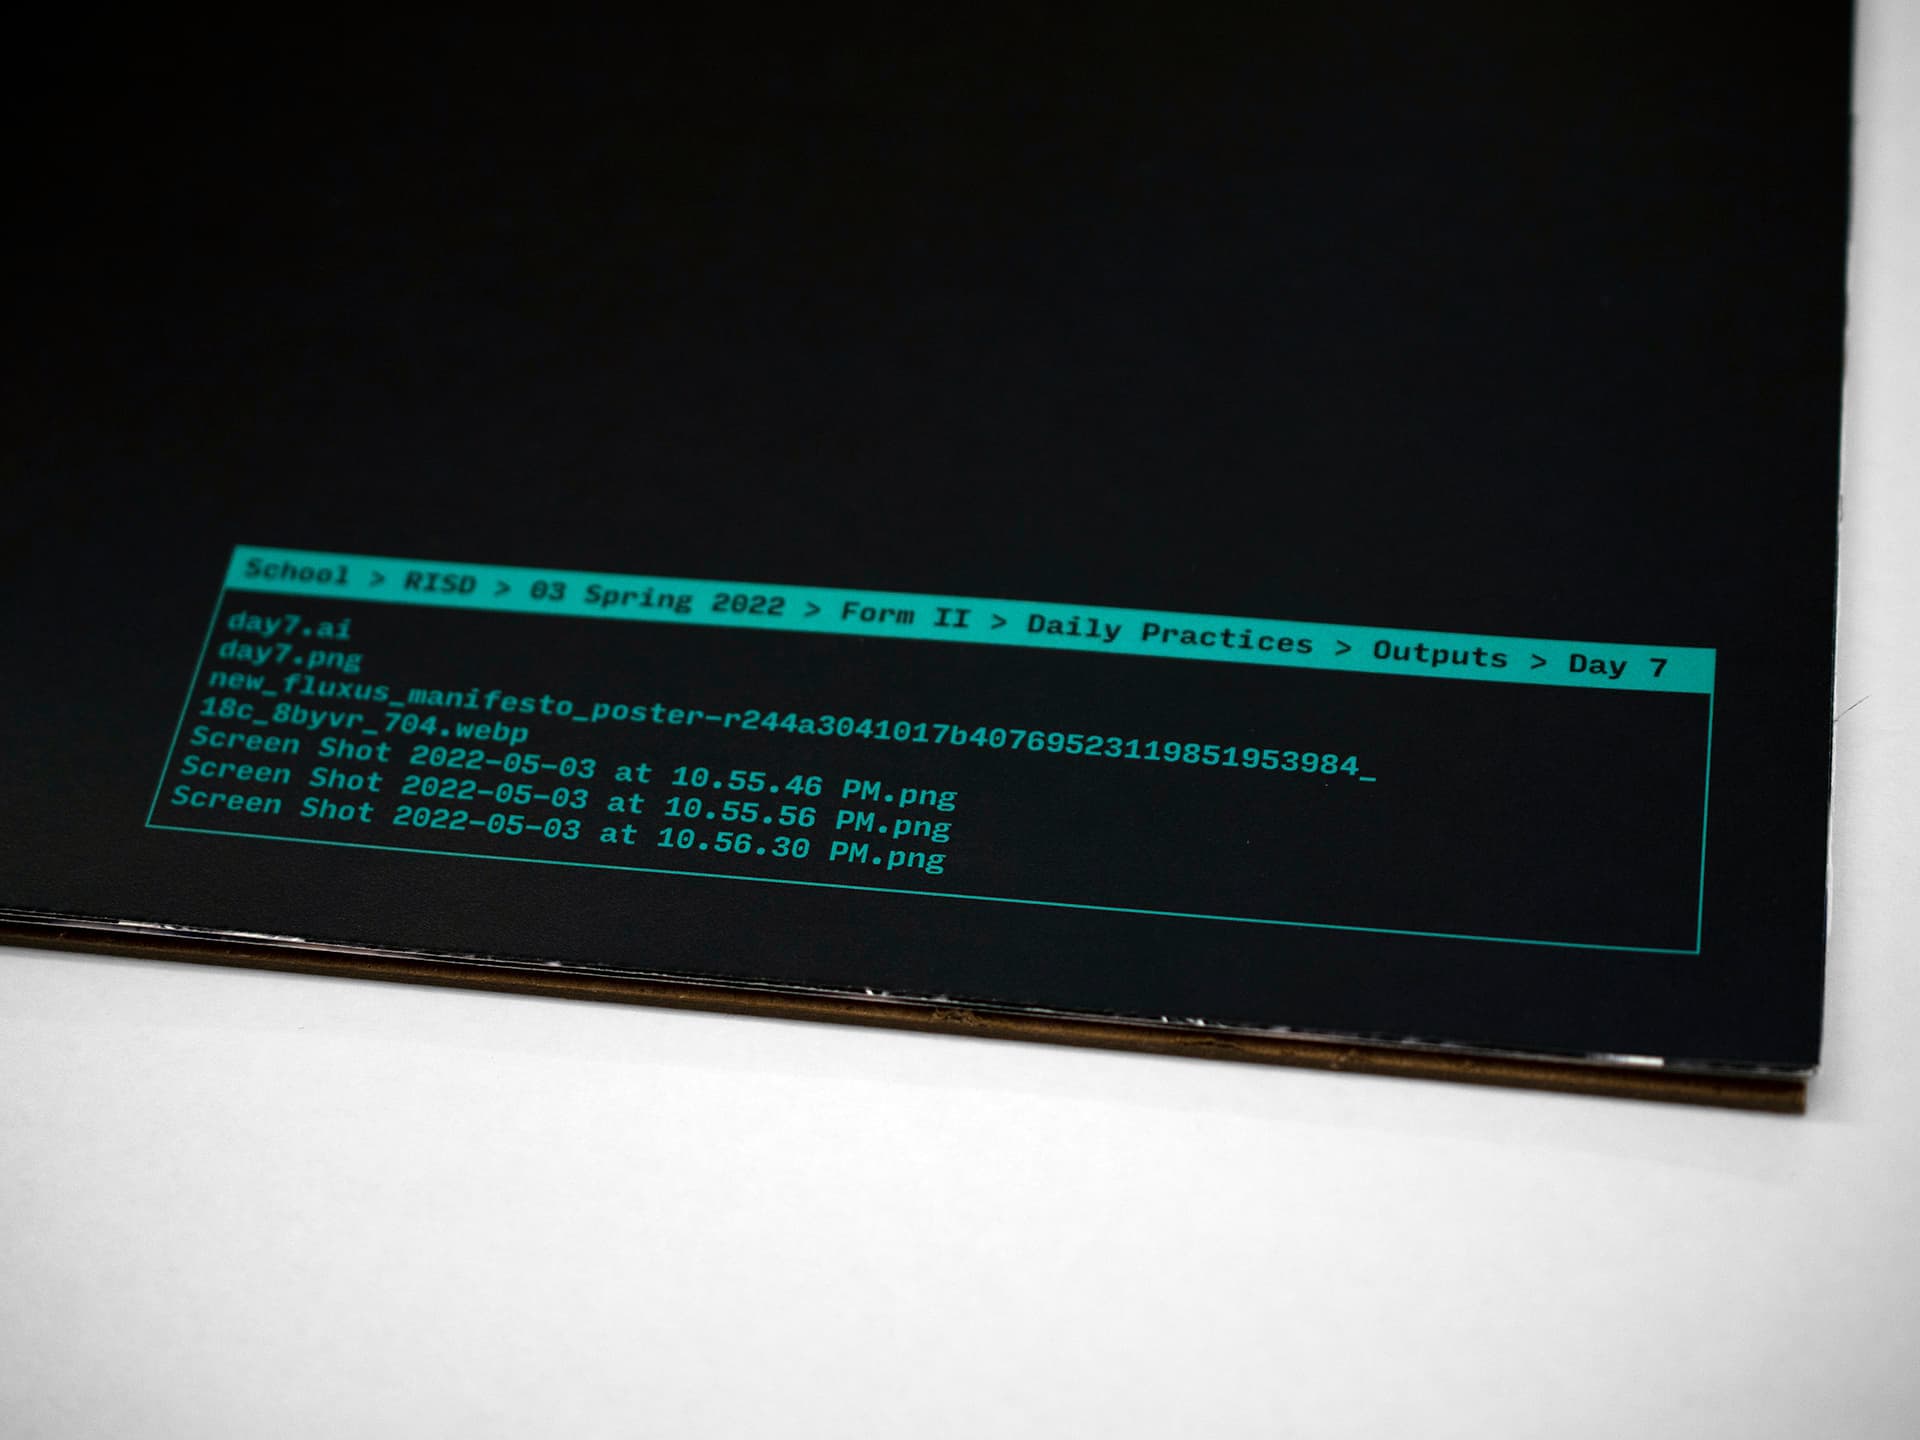 School > RISD > 03 Spring 2022 > Form II > Daily Practices > Outputs > Day 7
day7.ai
day7.png
new_fluxus_manifesto_poster-r244a3041017b40769523119851953984_
18c_8byvr_704.webp
Screen Shot 2022-05-03 at 10.55.46 PM.png
Screen Shot 2022-05-03 at 10.55.56 PM.png
Screen Shot 2022-05-03 at 10.56.30 PM.png